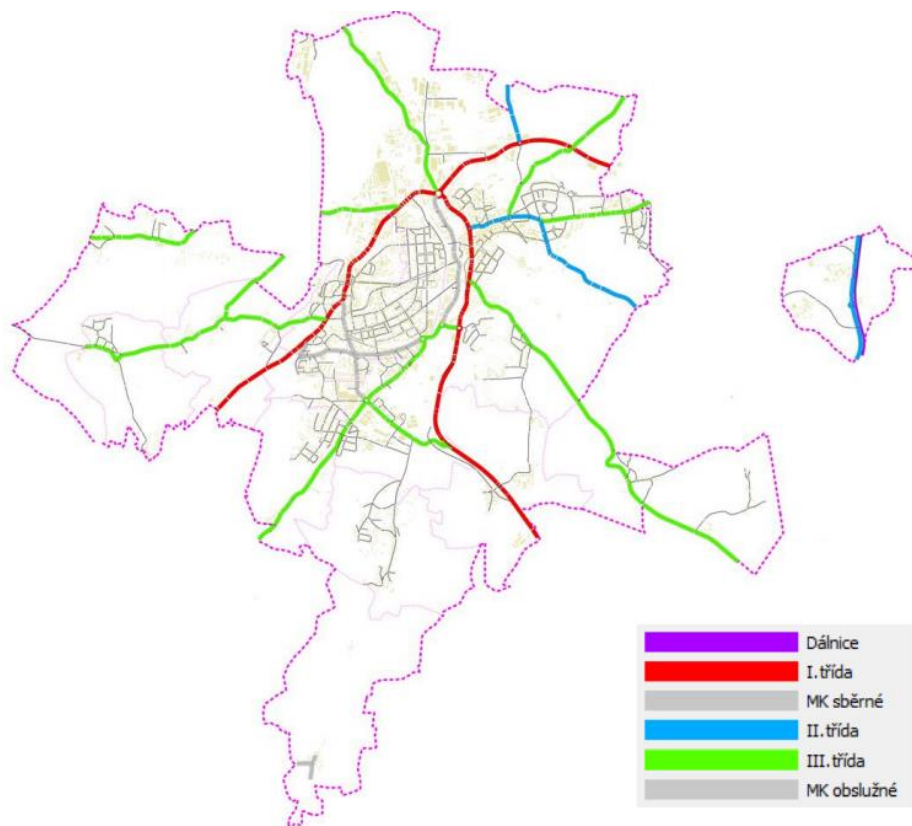 Dálnice
I.třída
MK sběrné
II.třída
III.třída
MK obslužné